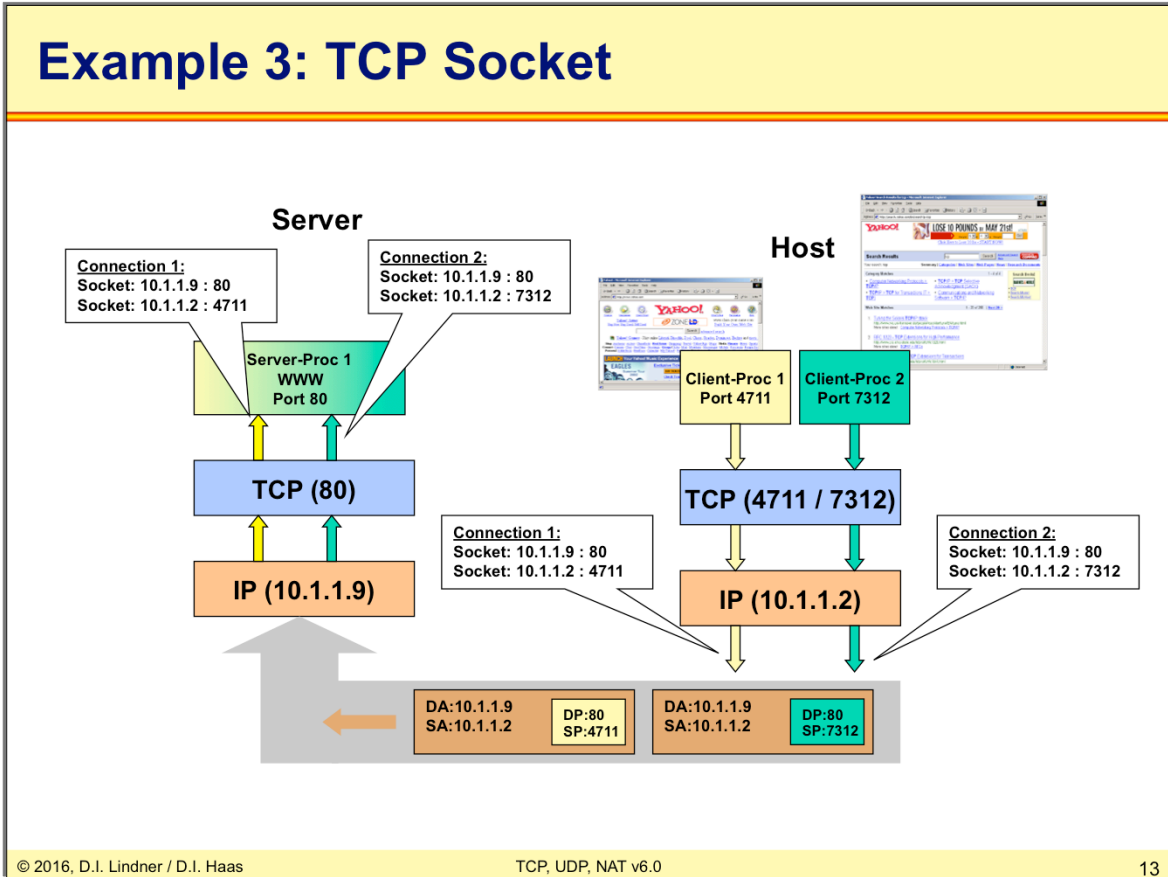 Example 3: TCP Socket
Server
Host
Connection 1:
Socket: 10.1.1.9 : 80
Socket: 10.1.1.2 : 4711
Connection 2:
Socket: 10.1.1.9 : 80
Socket: 10.1.1.2 : 7312
YAHOO!
LOSE 10 POUNDS BY MAY 21st!
Search Results
YAHOO!
ZONE LD
EAGLES
Server-Proc 1
WWW
Port 80
Client-Proc 1
Port 4711
Client-Proc 2
Port 7312
TCP (80)
TCP (4711 / 7312)
Connection 1:
Socket: 10.1.1.9 : 80
Socket: 10.1.1.2 : 4711
Connection 2:
Socket: 10.1.1.9 : 80
Socket: 10.1.1.2 : 7312
IP (10.1.1.9)
IP (10.1.1.2)
DA:10.1.1.9
SA:10.1.1.2
DP:80
SP:4711
DA:10.1.1.9
SA:10.1.1.2
DP:80
SP:7312
© 2016, D.I. Lindner / D.I. Haas
TCP, UDP, NAT v6.0
13